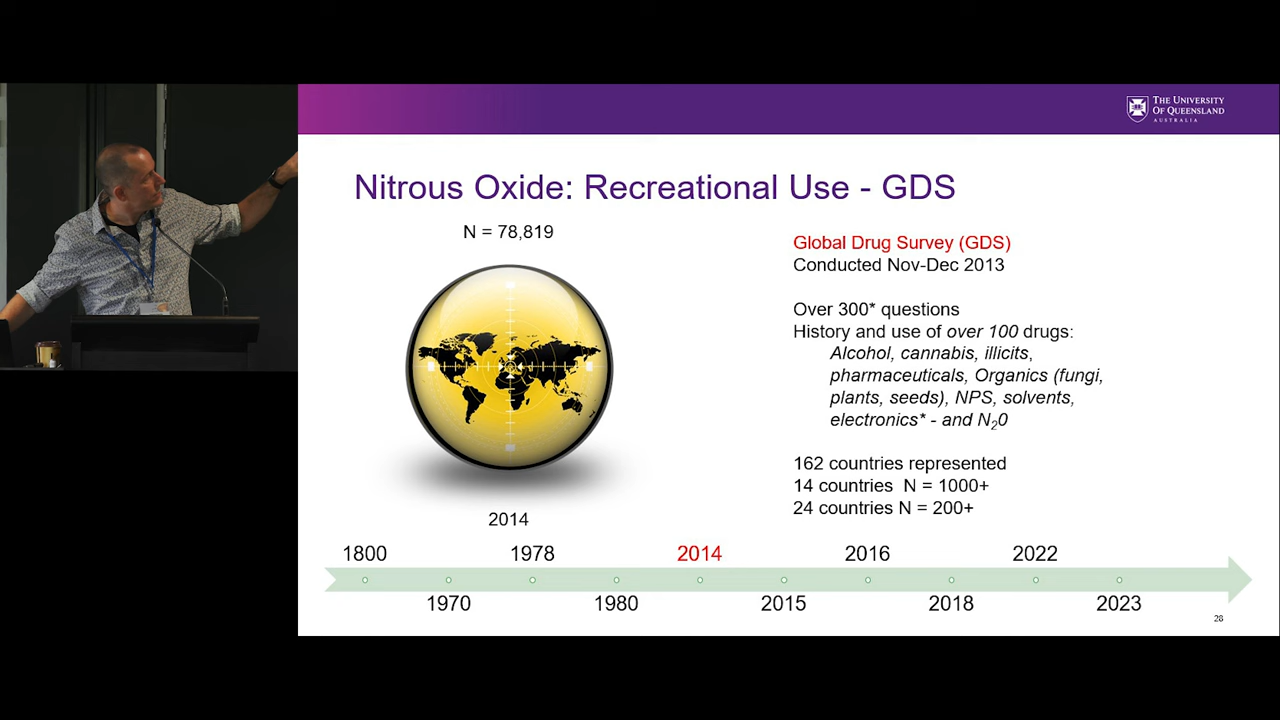 THE UNIVERSITY
OF QUEENSLAND
AUSTRALIA
Nitrous Oxide: Recreational Use - GDS
N = 78,819
2014
Global Drug Survey (GDS)
Conducted Nov-Dec 2013
Over 300* questions
History and use of over 100 drugs:
Alcohol, cannabis, illicits,
pharmaceuticals, Organics (fungi,
plants, seeds), NPS, solvents,
electronics* - and N₂0
162 countries represented
14 countries N = 1000+
24 countries N = 200+
1800 1978 2014 2016 2022
1970 1980 2015 2018 2023
28